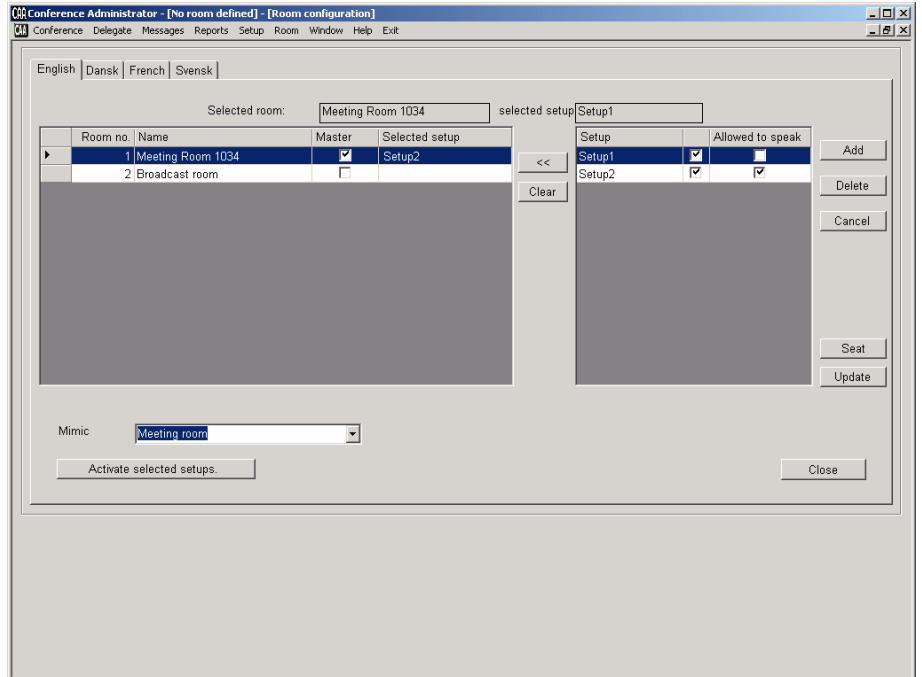 CAA Conference Administrator - [No room defined] - [Room configuration]
CAA Conference Delegate Messages Reports Setup Room Window Help Exit
English Dansk French Svensk
Selected room: Meeting Room 1034 selected setup Setup1
Room no. Name Master Selected setup
1 Meeting Room 1034 Setup2
2 Broadcast room
<<
Clear
Setup Allowed to speak
Setup1
Setup2
Add
Delete
Cancel
Seat
Update
Mimic Meeting room
Activate selected setups. Close